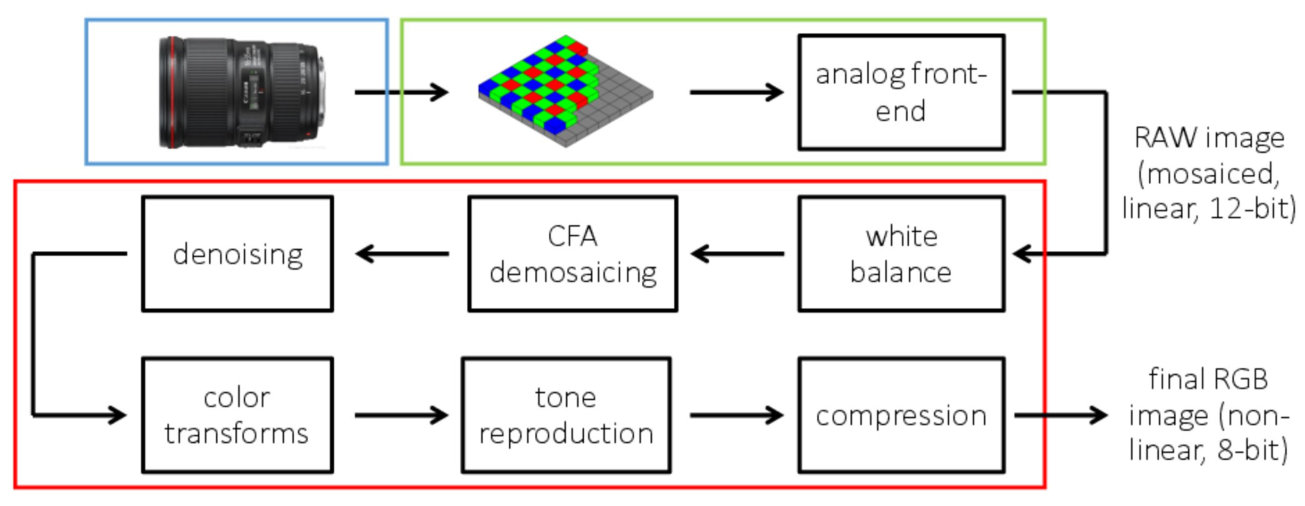 analog front-
end
RAW image
(mosaiced,
linear, 12-bit)
white
balance
CFA
demosaicing
denoising
color
transforms
tone
reproduction
compression
final RGB
image (non-
linear, 8-bit)